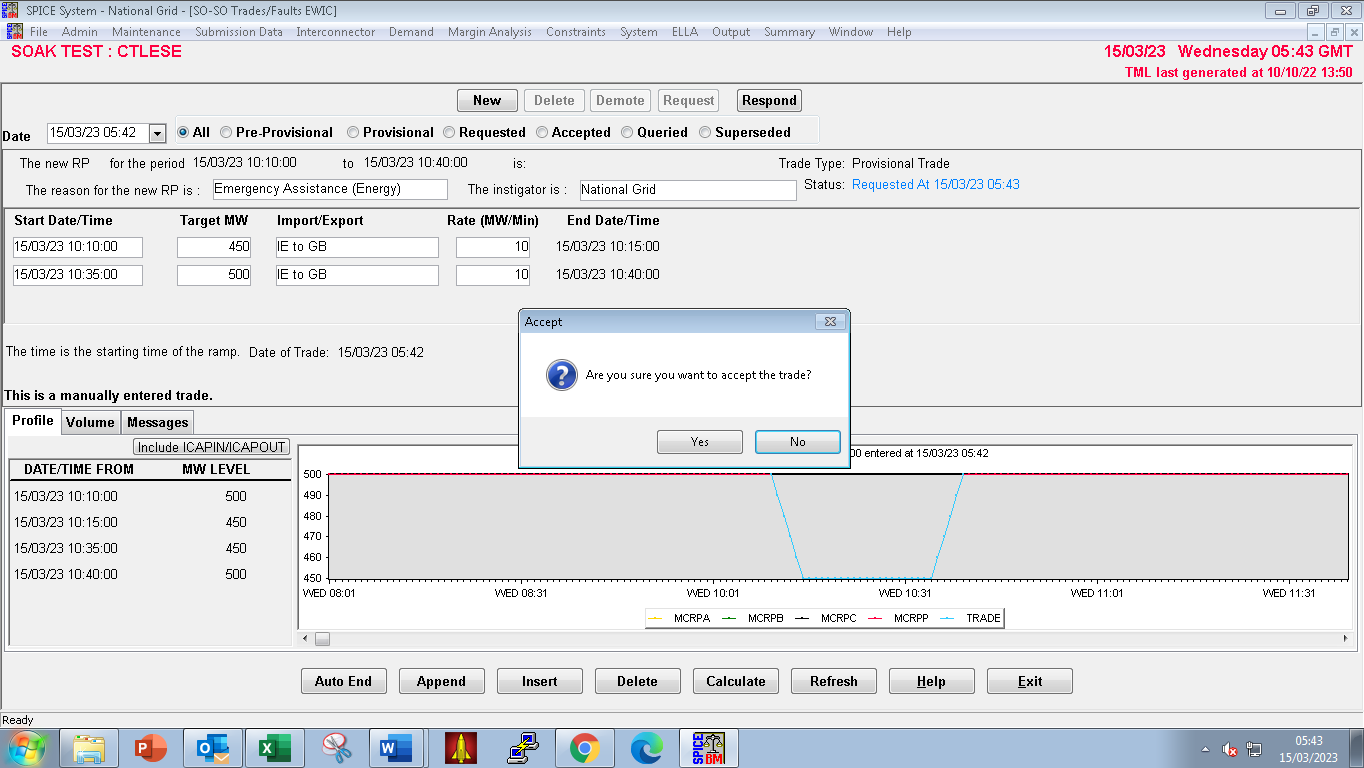 SPICE System - National Grid - [SO-SO Trades/Faults EWIC]
File Admin Maintenance Submission Data Interconnector Demand Margin Analysis Constraints System ELLA Output Summary Window Help
SOAK TEST : CTLESE
15/03/23 Wednesday 05:43 GMT
TML last generated at 10/10/22 13:50
New Delete Demote Request Respond
Date 15/03/23 05:42 All Pre-Provisional Provisional Requested Accepted Queried Superseded
The new RP for the period 15/03/23 10:10:00 to 15/03/23 10:40:00 is: Trade Type: Provisional Trade
The reason for the new RP is : Emergency Assistance (Energy) The instigator is : National Grid Status: Requested At 15/03/23 05:43
Start Date/Time Target MW Import/Export Rate (MW/Min) End Date/Time
15/03/23 10:10:00 450 IE to GB 10 15/03/23 10:15:00
15/03/23 10:35:00 500 IE to GB 10 15/03/23 10:40:00
Accept
Are you sure you want to accept the trade?
Yes No
The time is the starting time of the ramp. Date of Trade: 15/03/23 05:42
This is a manually entered trade.
Profile Volume Messages
Include ICAPIN/ICAPOUT
DATE/TIME FROM MW LEVEL
15/03/23 10:10:00 500
15/03/23 10:15:00 450
15/03/23 10:35:00 450
15/03/23 10:40:00 500
00 entered at 15/03/23 05:42
500
490
480
470
460
450
WED 08:01 WED 08:31 WED 10:01 WED 10:31 WED 11:01 WED 11:31
MCRPA MCRPB MCRPC MCRPP TRADE
Auto End Append Insert Delete Calculate Refresh Help Exit
Ready
SPICE BMI
05:43
15/03/2023